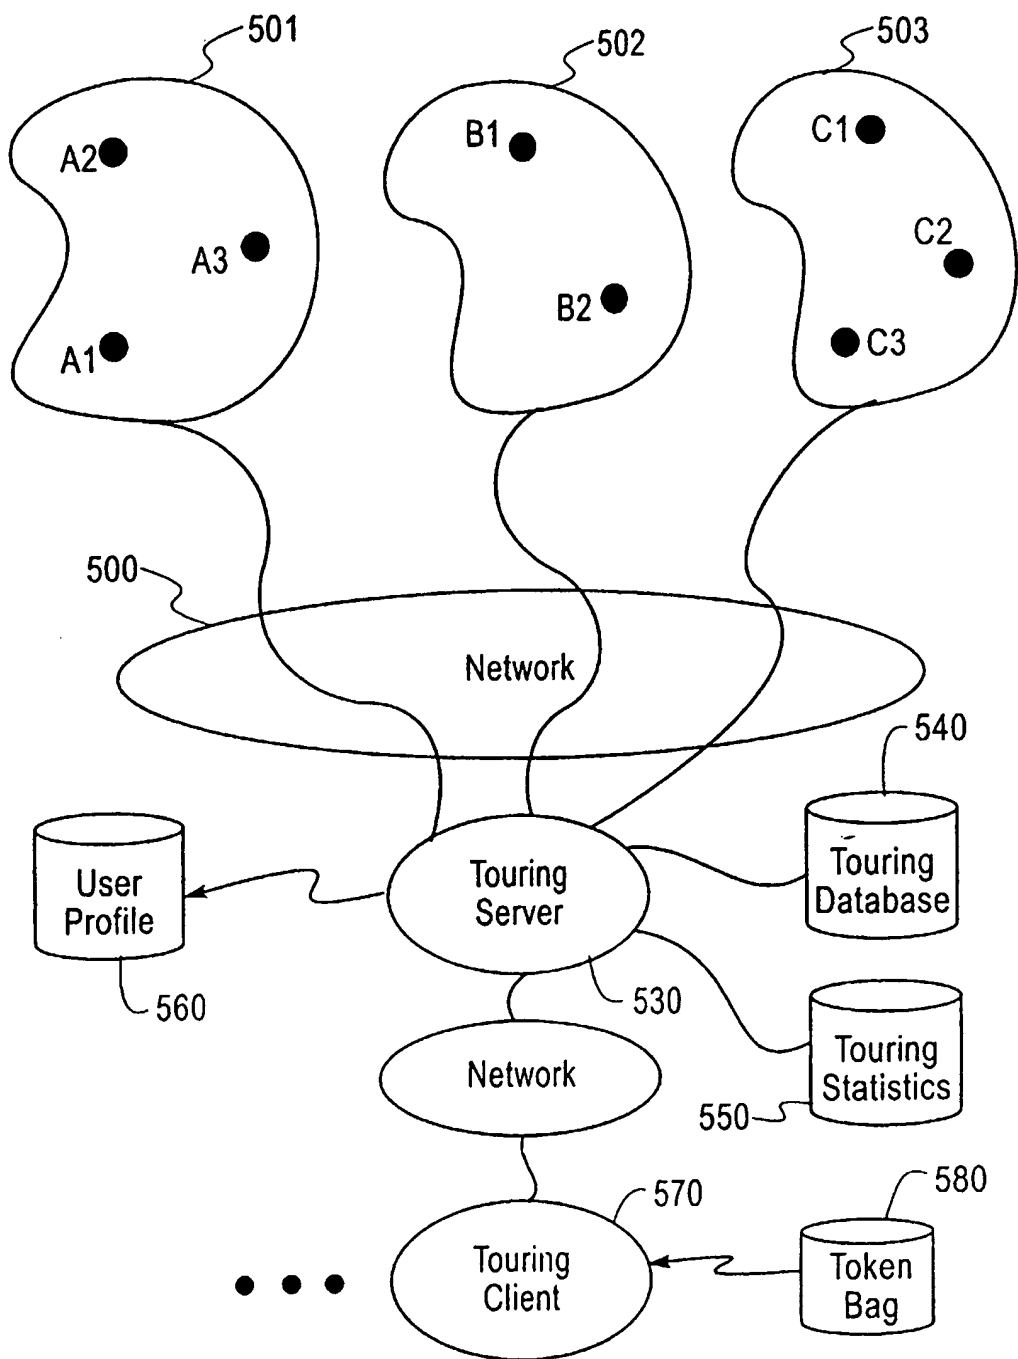 501
502
503
A2
B1
C1
A3
C2
B2
A1
C3
500
Network
540
User
Profile
Touring
Server
Touring
Database
560
530
Network
Touring
Statistics
550
570
580
Touring
Client
Token
Bag